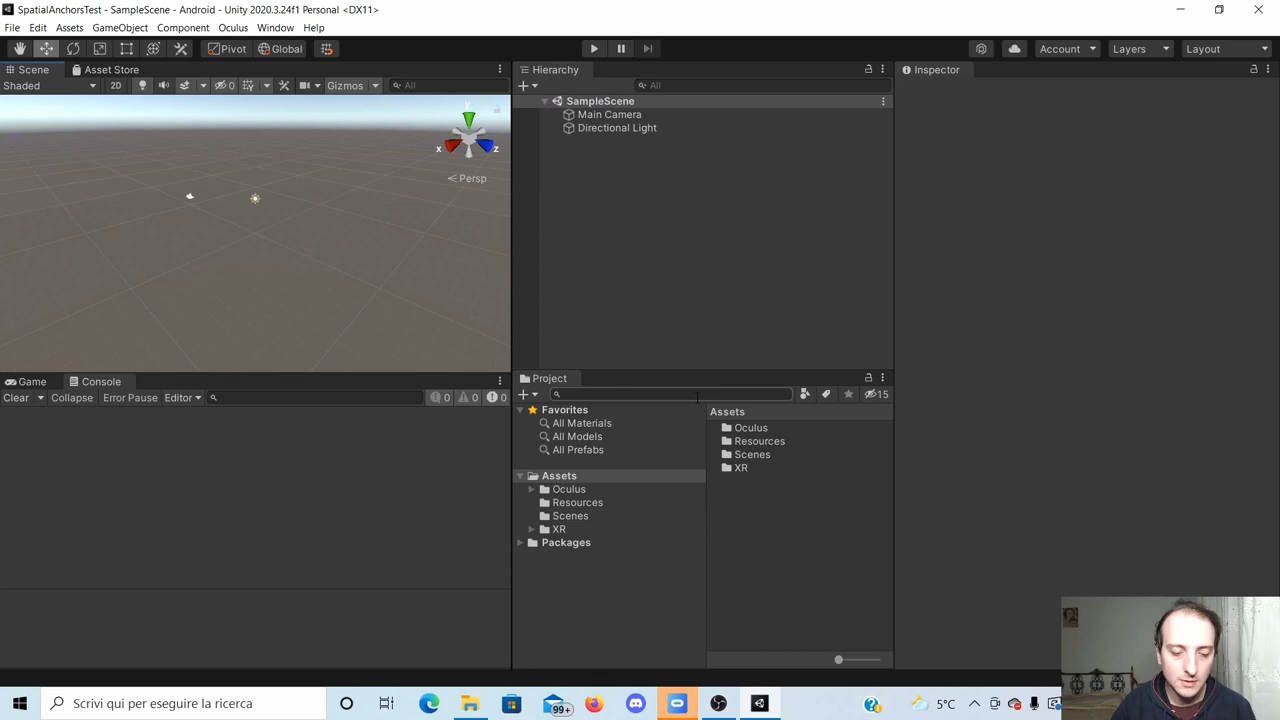 SpatialAnchorsTest - SampleScene - Android - Unity 2020.3.24f1 Personal <DX11>
File Edit Assets GameObject Component Oculus Window Help
Pivot Global Account Layers Layout
Scene Asset Store
Shaded 2D 0 Gizmos All
y
x z
Persp
Hierarchy
All
SampleScene
Main Camera
Directional Light
Inspector
Game Console
Clear Collapse Error Pause Editor 0 0 0
Project
15
Favorites
All Materials
All Models
All Prefabs
Assets
Oculus
Resources
Scenes
XR
Packages
Assets
Oculus
Resources
Scenes
XR
Scrivi qui per eseguire la ricerca 99+ 5°C